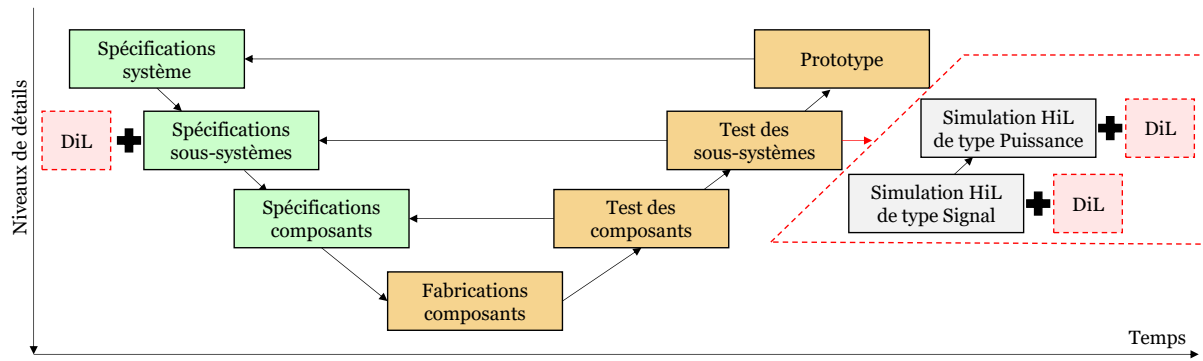 Niveaux de détails
Spécifications
système
Prototype
DiL
Spécifications
sous-systèmes
Test des
sous-systèmes
Simulation HiL
de type Puissance
DiL
Spécifications
composants
Test des
composants
Simulation HiL
de type Signal
DiL
Fabrications
composants
Temps